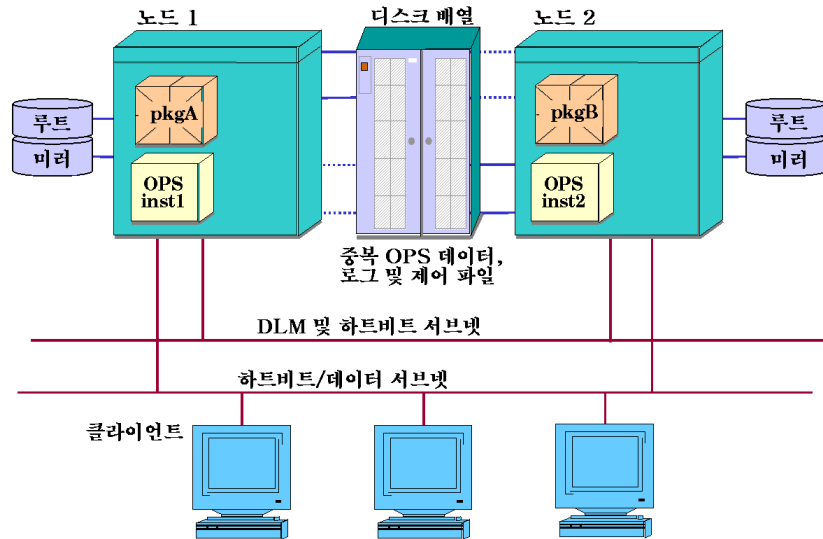 노드 1
디스크 배열
노드 2
pkgA
pkgB
루트
미러
루트
미러
OPS
inst1
OPS
inst2
중복 OPS 데이터,
로그 및 제어 파일
DLM 및 하트비트 서브넷
하트비트/데이터 서브넷
클라이언트